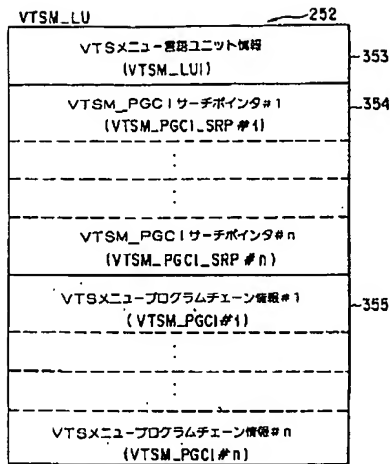 VTSM_LU
252
VTSメニュー言語ユニット情報
(VTSM_LUI)
353
VTSM_PGCIサーチポインタ#1
(VTSM_PGCI_SRP#1)
354
VTSM_PGCIサーチポインタ#n
(VTSM_PGCI_SRP#n)
VTSメニュープログラムチェーン情報#1
(VTSM_PGCI#1)
355
VTSメニュープログラムチェーン情報#n
(VTSM_PGCI#n)